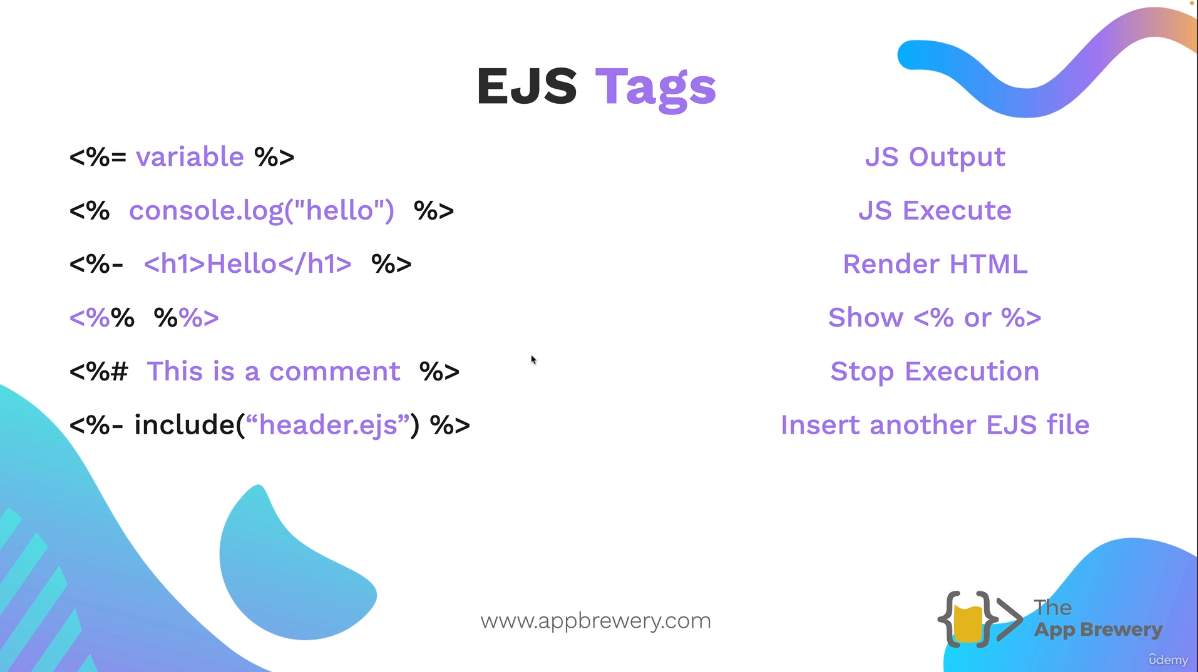 EJS Tags
<%= variable %> JS Output
<% console.log("hello") %> JS Execute
<%- <h1>Hello</h1> %> Render HTML
<%% %%> Show <% or %>
<%# This is a comment %> Stop Execution
<%- include(“header.ejs”) %> Insert another EJS file
www.appbrewery.com
The
App Brewery
udemy